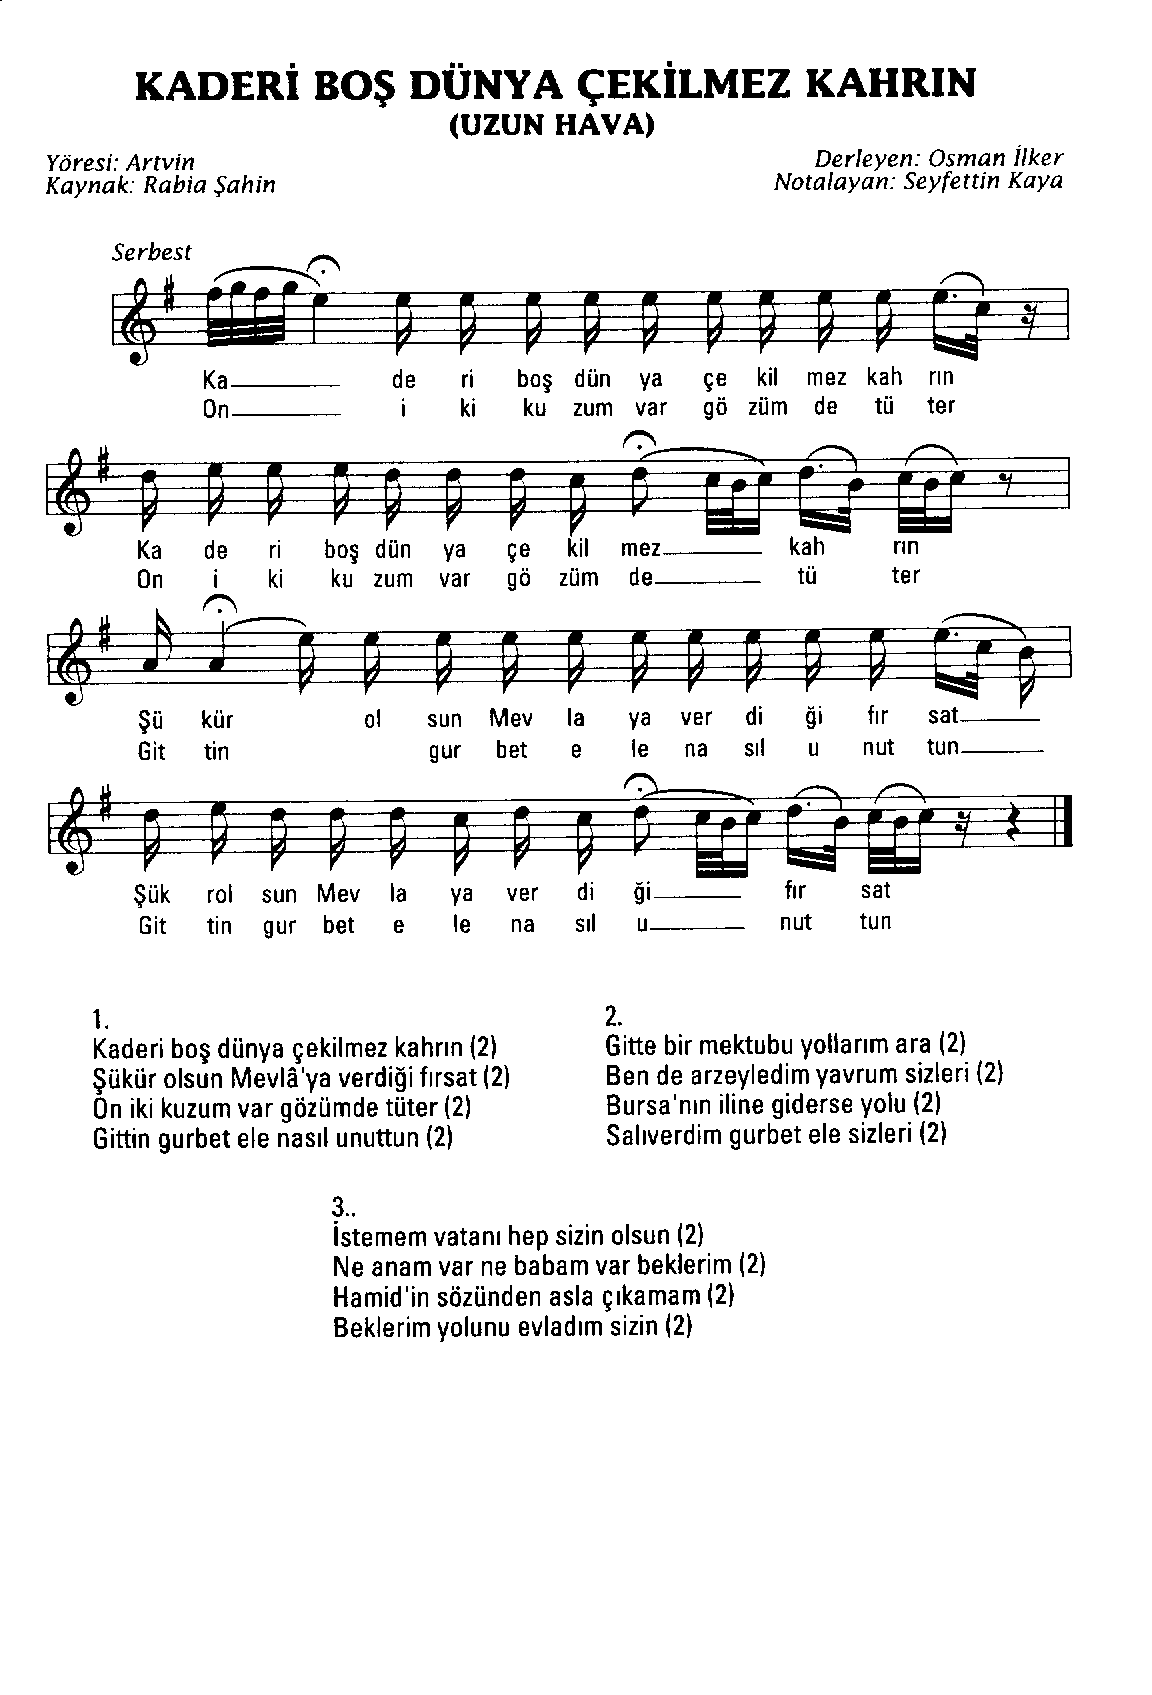 KADERİ BOŞ DÜNYA ÇEKİLMEZ KAHRIN
(UZUN HAVA)
Yöresi: Artvin
Kaynak: Rabia Şahin
Derleyen: Osman İlker
Notalayan: Seyfettin Kaya
Serbest
Ka de ri boş dün ya çe kil mez kah rın
On i ki ku zum var gö züm de tü ter
Ka de ri boş dün ya çe kil mez kah rın
On i ki ku zum var gö züm de tü ter
Şü kür ol sun Mev la ya ver di ği fır sat
Git tin gur bet e le na sıl u nut tun
Şük rol sun Mev la ya ver di ği fır sat
Git tin gur bet e le na sıl u nut tun
1.
Kaderi boş dünya çekilmez kahrın (2)
Şükür olsun Mevlâ'ya verdiği fırsat (2)
On iki kuzum var gözümde tüter (2)
Gittin gurbet ele nasıl unuttun (2)
2.
Gitte bir mektubu yollarım ara (2)
Ben de arzeyledim yavrum sizleri (2)
Bursa'nın iline giderse yolu (2)
Salıverdim gurbet ele sizleri (2)
3..
İstemem vatanı hep sizin olsun (2)
Ne anam var ne babam var beklerim (2)
Hamid'in sözünden asla çıkamam (2)
Beklerim yolunu evladım sizin (2)